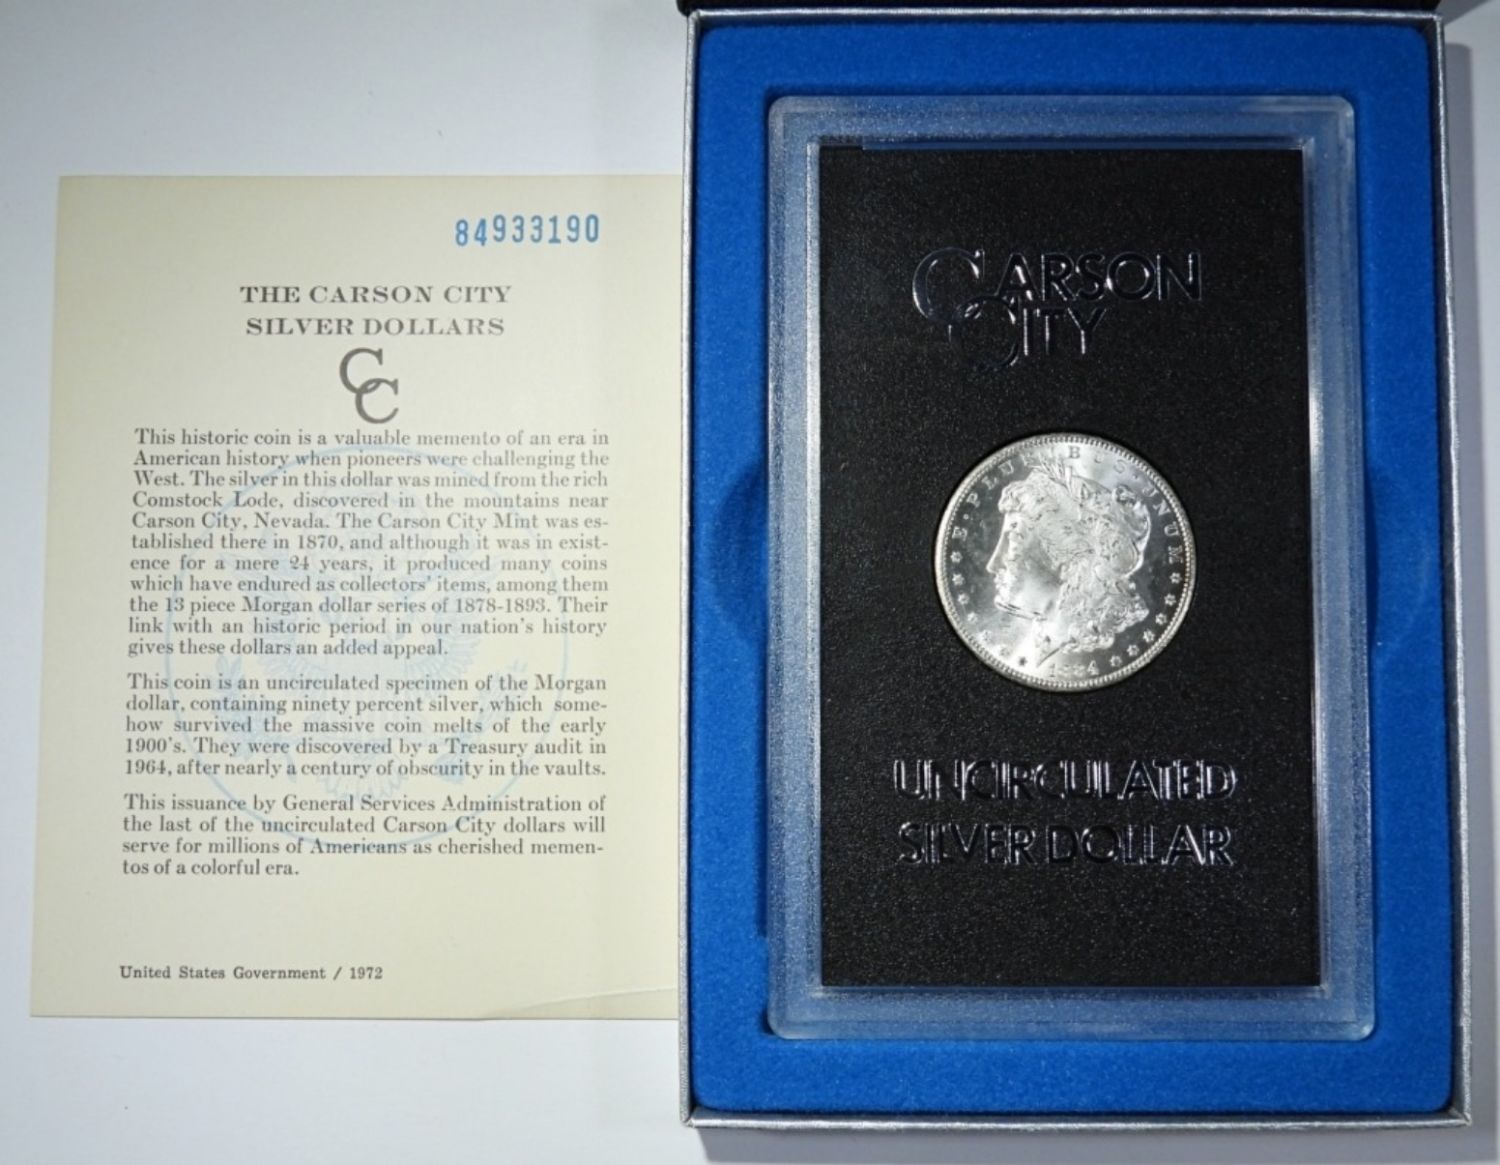 84933190
THE CARSON CITY
SILVER DOLLARS
CC
This historic coin is a valuable memento of an era in
American history when pioneers were challenging the
West. The silver in this dollar was mined from the rich
Comstock Lode, discovered in the mountains near
Carson City, Nevada. The Carson City Mint was es-
tablished there in 1870, and although it was in exist-
ence for a mere 24 years, it produced many coins
which have endured as collectors' items, among them
the 13 piece Morgan dollar series of 1878-1893. Their
link with an historic period in our nation's history
gives these dollars an added appeal.
This coin is an uncirculated specimen of the Morgan
dollar, containing ninety percent silver, which some-
how survived the massive coin melts of the early
1900's. They were discovered by a Treasury audit in
1964, after nearly a century of obscurity in the vaults.
This issuance by General Services Administration of
the last of the uncirculated Carson City dollars will
serve for millions of Americans as cherished memen-
tos of a colorful era.
United States Government / 1972
CARSON
CITY
E·PLURIBUS·UNUM
1884
UNCIRCULATED
SILVER DOLLAR